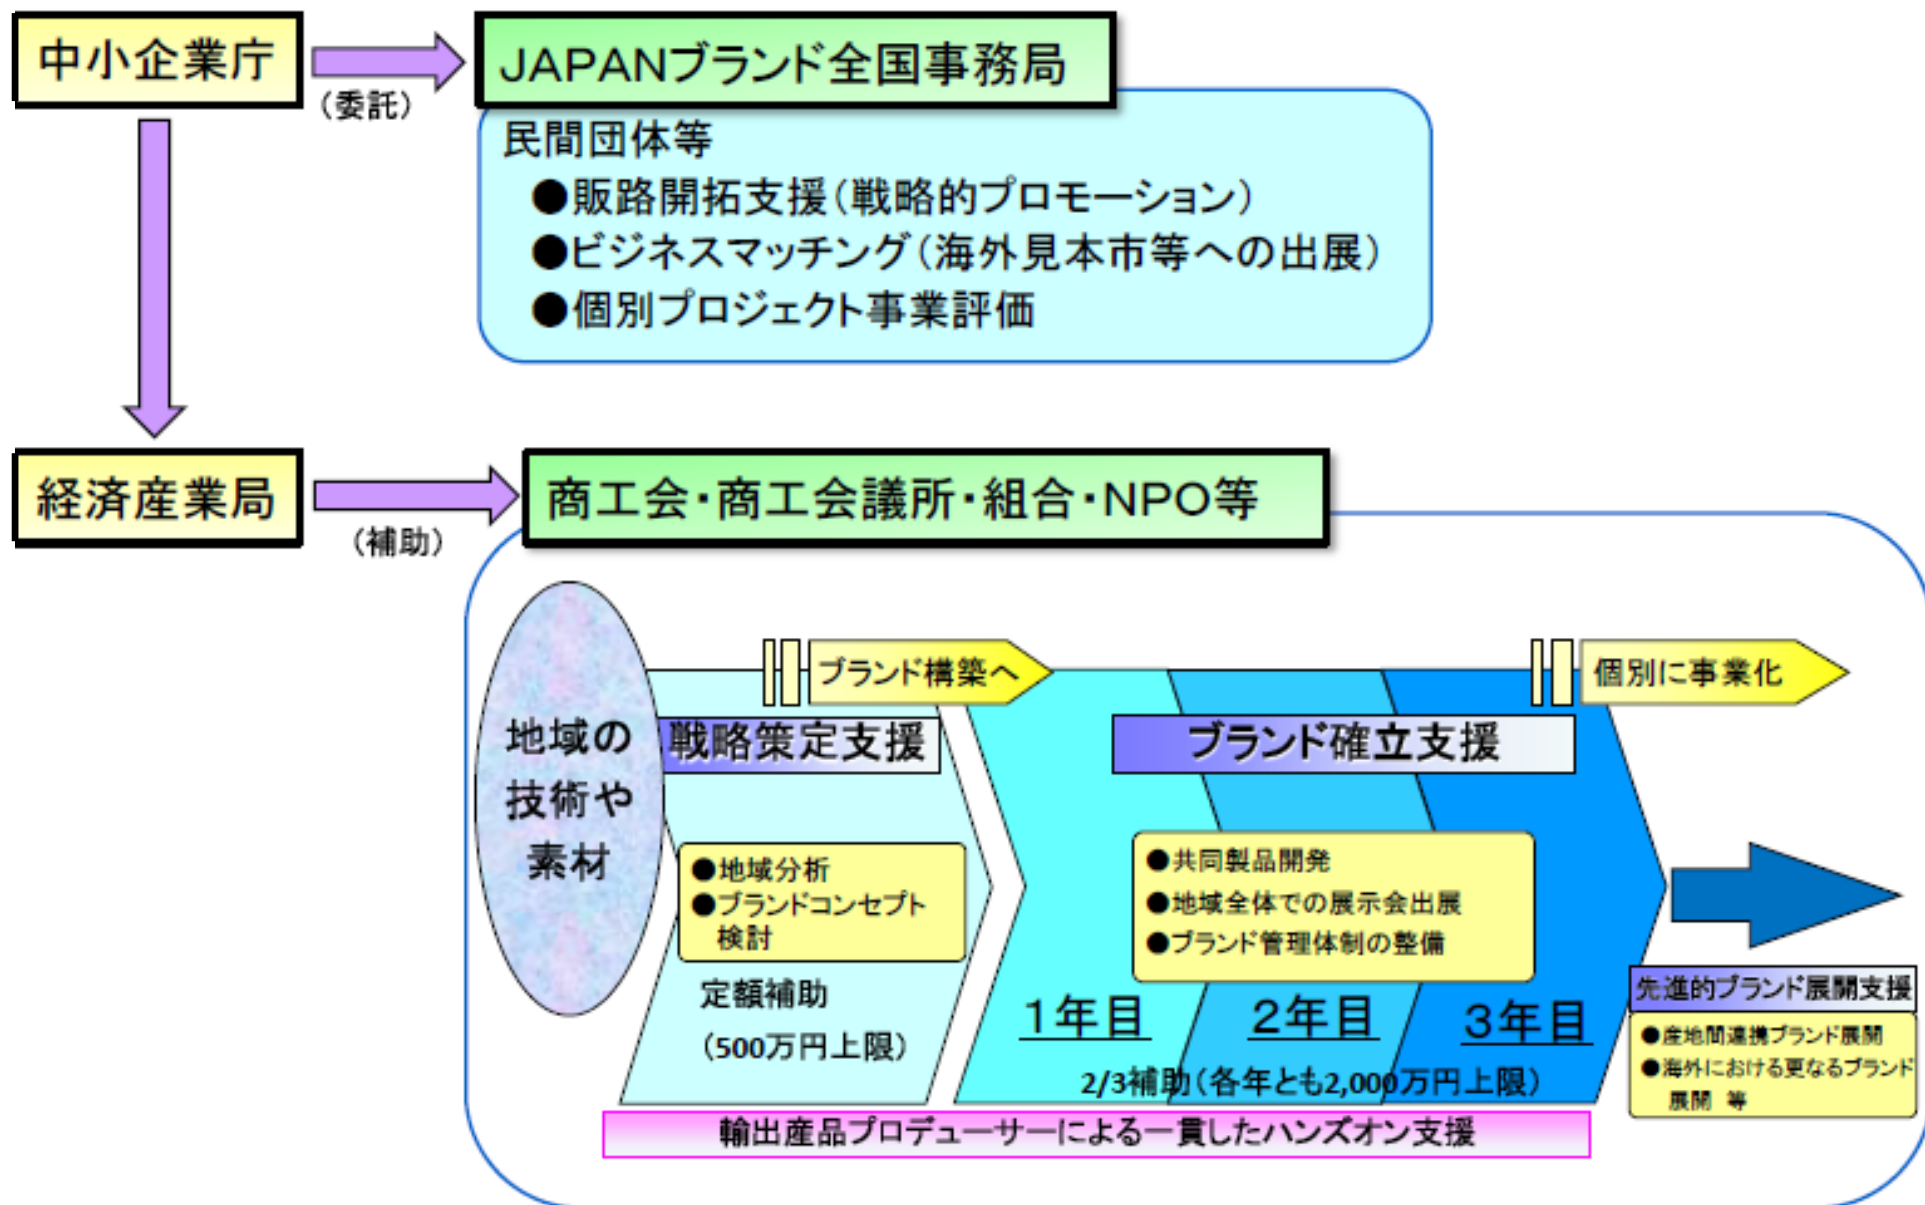 中小企業庁
(委託)
JAPANブランド全国事務局
民間団体等
●販路開拓支援(戦略的プロモーション)
●ビジネスマッチング(海外見本市等への出展)
●個別プロジェクト事業評価
経済産業局
(補助)
商工会・商工会議所・組合・NPO等
地域の
技術や
素材
ブランド構築へ
戦略策定支援
●地域分析
●ブランドコンセプト
検討
定額補助
(500万円上限)
個別に事業化
ブランド確立支援
●共同製品開発
●地域全体での展示会出展
●ブランド管理体制の整備
1年目
2年目
3年目
2/3補助(各年とも2,000万円上限)
先進的ブランド展開支援
●産地間連携ブランド展開
●海外における更なるブランド
展開 等
輸出産品プロデューサーによる一貫したハンズオン支援